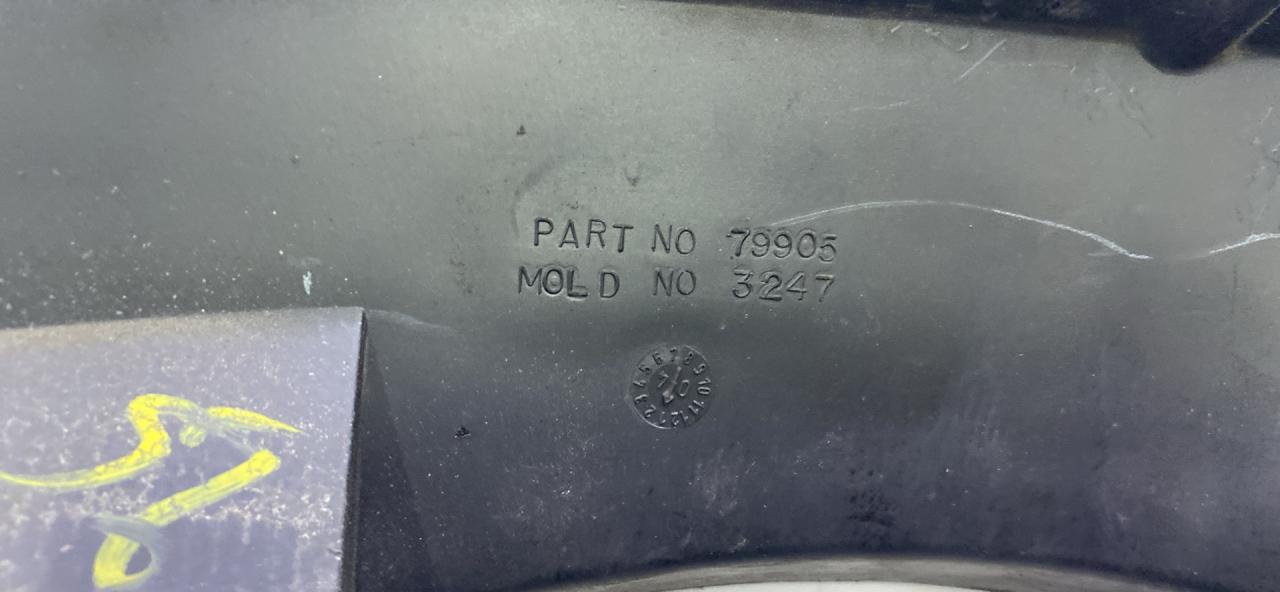 PART NO 79905
MOLD NO 3247